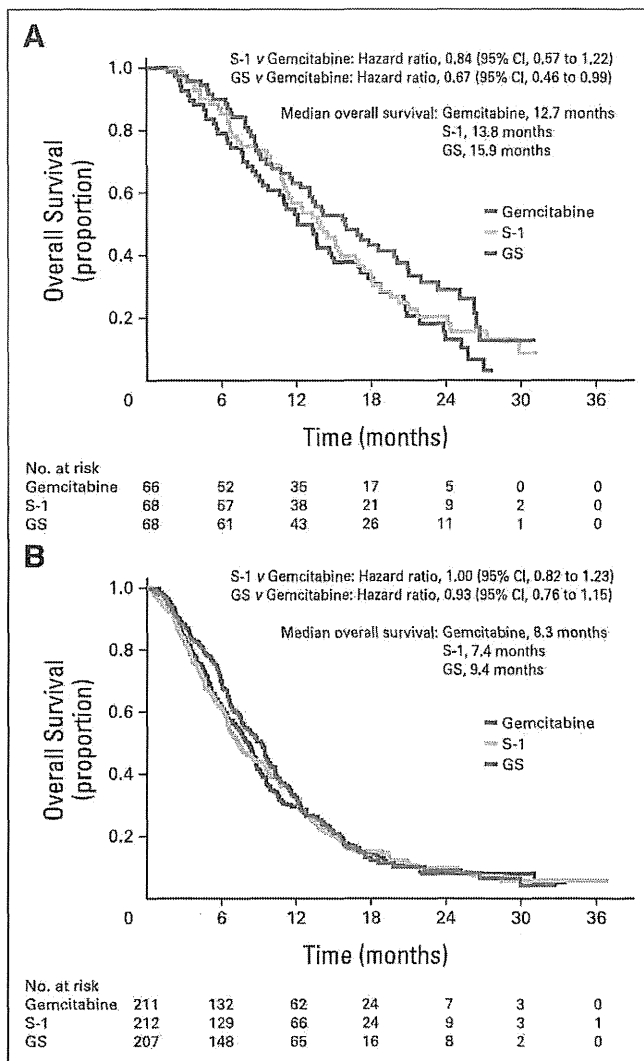 A
S-1 v Gemcitabine: Hazard ratio, 0.84 (95% CI, 0.57 to 1.22)
GS v Gemcitabine: Hazard ratio, 0.67 (95% CI, 0.46 to 0.99)
Median overall survival: Gemcitabine, 12.7 months
S-1, 13.8 months
GS, 15.9 months
Gemcitabine
S-1
GS
Overall Survival
(proportion)
1.0
0.8
0.6
0.4
0.2
0 6 12 18 24 30 36
Time (months)
No. at risk
Gemcitabine 66 52 35 17 5 0 0
S-1 68 57 38 21 9 2 0
GS 68 61 43 26 11 1 0
B
S-1 v Gemcitabine: Hazard ratio, 1.00 (95% CI, 0.82 to 1.23)
GS v Gemcitabine: Hazard ratio, 0.93 (95% CI, 0.76 to 1.15)
Median overall survival: Gemcitabine, 8.3 months
S-1, 7.4 months
GS, 9.4 months
Gemcitabine
S-1
GS
Overall Survival
(proportion)
1.0
0.8
0.6
0.4
0.2
0 6 12 18 24 30 36
Time (months)
No. at risk
Gemcitabine 211 132 62 24 7 3 0
S-1 212 129 66 24 9 3 1
GS 207 148 65 16 8 2 0